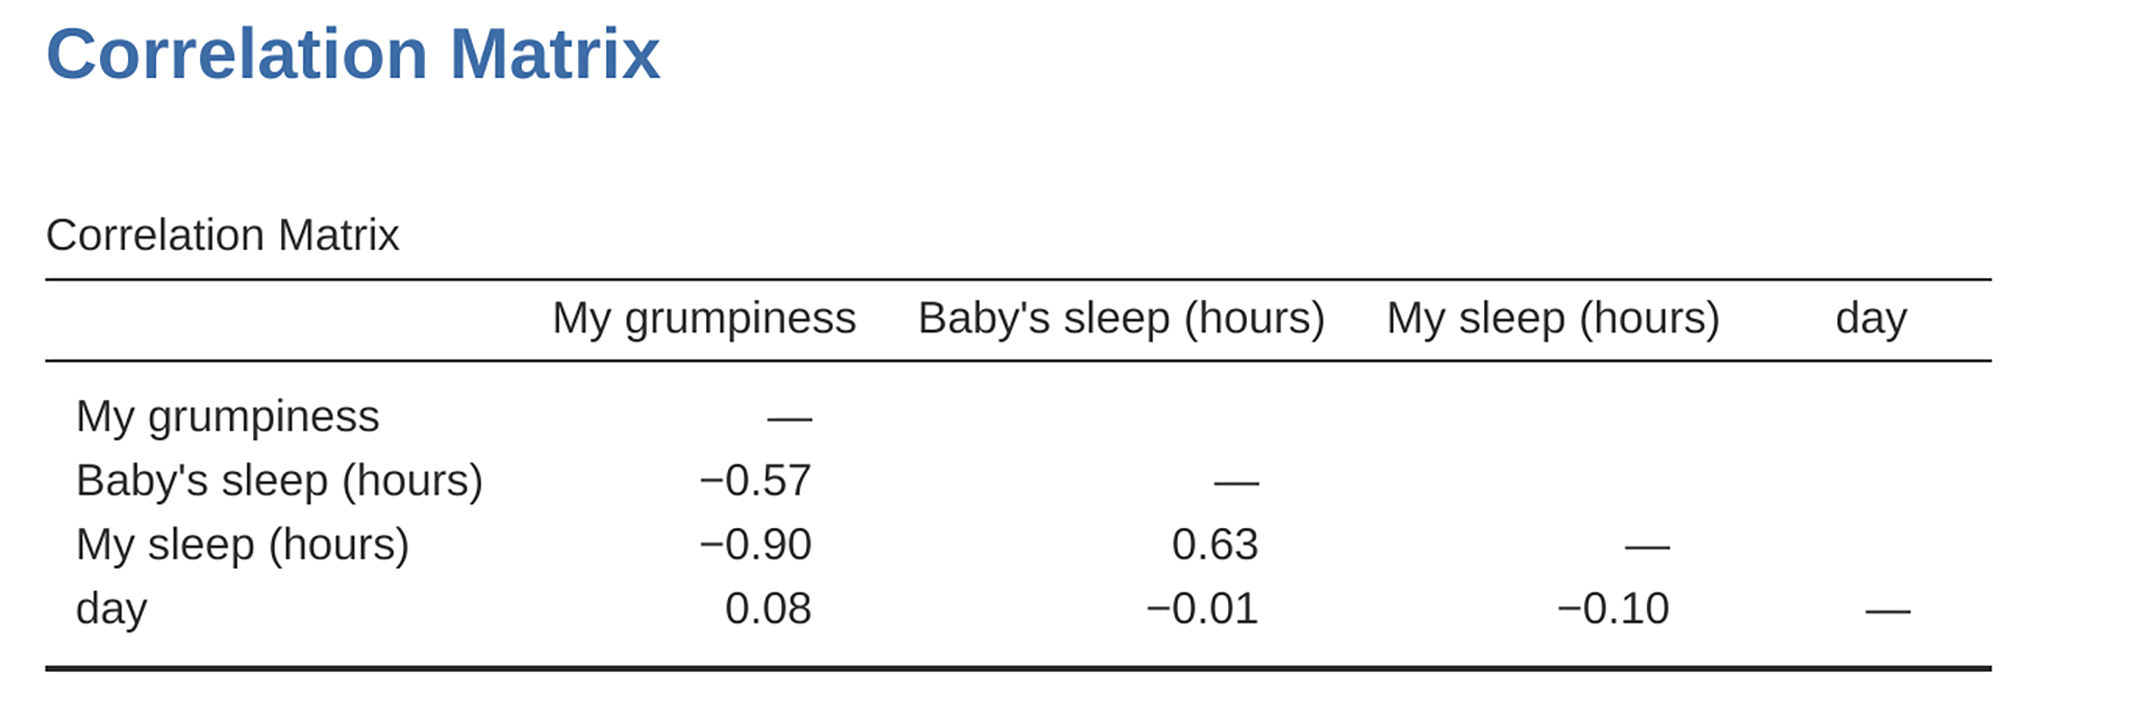 Correlation Matrix
Correlation Matrix
My grumpiness Baby's sleep (hours) My sleep (hours) day
My grumpiness —
Baby's sleep (hours) −0.57 —
My sleep (hours) −0.90 0.63 —
day 0.08 −0.01 −0.10 —